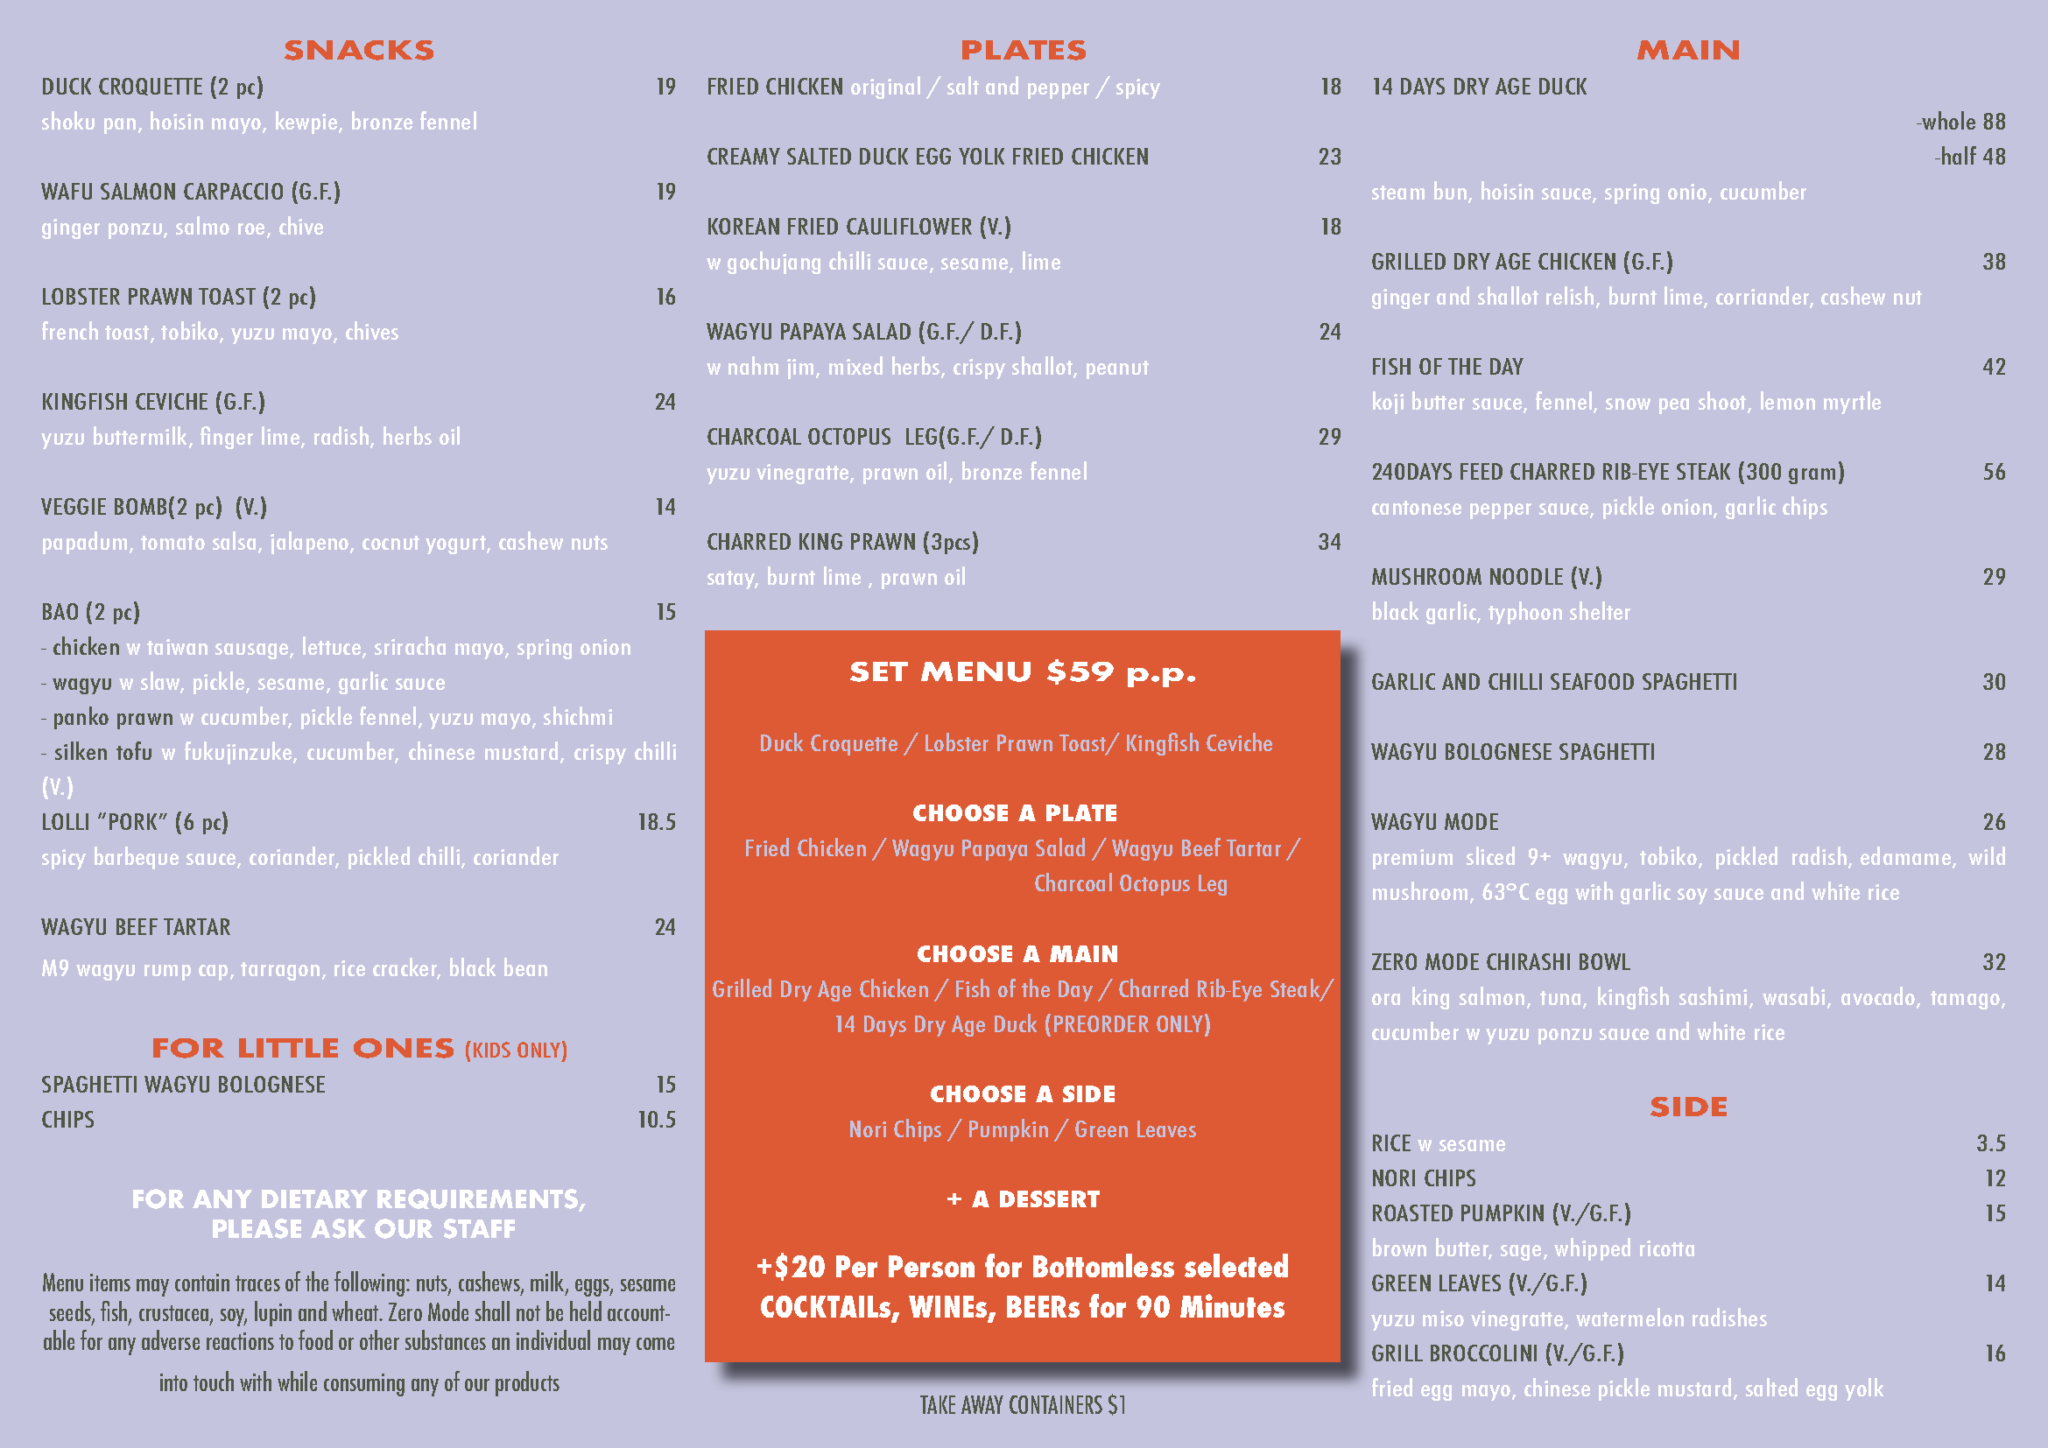 SNACKS
DUCK CROQUETTE (2 pc) 19
shoku pan, hoisin mayo, kewpie, bronze fennel
WAFU SALMON CARPACCIO (G.F.) 19
ginger ponzu, salmo roe, chive
LOBSTER PRAWN TOAST (2 pc) 16
french toast, tobiko, yuzu mayo, chives
KINGFISH CEVICHE (G.F.) 24
yuzu buttermilk, finger lime, radish, herbs oil
VEGGIE BOMB(2 pc) (V.) 14
papadum, tomato salsa, jalapeno, cocnut yogurt, cashew nuts
BAO (2 pc) 15
- chicken w taiwan sausage, lettuce, sriracha mayo, spring onion
- wagyu w slaw, pickle, sesame, garlic sauce
- panko prawn w cucumber, pickle fennel, yuzu mayo, shichmi
- silken tofu w fukujinzuke, cucumber, chinese mustard, crispy chilli
(V.)
LOLLI "PORK" (6 pc) 18.5
spicy barbeque sauce, coriander, pickled chilli, coriander
WAGYU BEEF TARTAR 24
M9 wagyu rump cap, tarragon, rice cracker, black bean
FOR LITTLE ONES (KIDS ONLY)
SPAGHETTI WAGYU BOLOGNESE 15
CHIPS 10.5
FOR ANY DIETARY REQUIREMENTS,
PLEASE ASK OUR STAFF
Menu items may contain traces of the following: nuts, cashews, milk, eggs, sesame
seeds, fish, crustacea, soy, lupin and wheat. Zero Mode shall not be held account-
able for any adverse reactions to food or other substances an individual may come
into touch with while consuming any of our products
PLATES
FRIED CHICKEN original / salt and pepper / spicy 18
CREAMY SALTED DUCK EGG YOLK FRIED CHICKEN 23
KOREAN FRIED CAULIFLOWER (V.) 18
w gochujang chilli sauce, sesame, lime
WAGYU PAPAYA SALAD (G.F./ D.F.) 24
w nahm jim, mixed herbs, crispy shallot, peanut
CHARCOAL OCTOPUS LEG(G.F./ D.F.) 29
yuzu vinegratte, prawn oil, bronze fennel
CHARRED KING PRAWN (3pcs) 34
satay, burnt lime , prawn oil
SET MENU $59 p.p.
Duck Croquette / Lobster Prawn Toast/ Kingfish Ceviche
CHOOSE A PLATE
Fried Chicken / Wagyu Papaya Salad / Wagyu Beef Tartar /
Charcoal Octopus Leg
CHOOSE A MAIN
Grilled Dry Age Chicken / Fish of the Day / Charred Rib-Eye Steak/
14 Days Dry Age Duck (PREORDER ONLY)
CHOOSE A SIDE
Nori Chips / Pumpkin / Green Leaves
+ A DESSERT
+$20 Per Person for Bottomless selected
COCKTAILs, WINEs, BEERs for 90 Minutes
TAKE AWAY CONTAINERS $1
MAIN
14 DAYS DRY AGE DUCK
-whole 88
-half 48
steam bun, hoisin sauce, spring onio, cucumber
GRILLED DRY AGE CHICKEN (G.F.) 38
ginger and shallot relish, burnt lime, corriander, cashew nut
FISH OF THE DAY 42
koji butter sauce, fennel, snow pea shoot, lemon myrtle
240DAYS FEED CHARRED RIB-EYE STEAK (300 gram) 56
cantonese pepper sauce, pickle onion, garlic chips
MUSHROOM NOODLE (V.) 29
black garlic, typhoon shelter
GARLIC AND CHILLI SEAFOOD SPAGHETTI 30
WAGYU BOLOGNESE SPAGHETTI 28
WAGYU MODE 26
premium sliced 9+ wagyu, tobiko, pickled radish, edamame, wild
mushroom, 63°C egg with garlic soy sauce and white rice
ZERO MODE CHIRASHI BOWL 32
ora king salmon, tuna, kingfish sashimi, wasabi, avocado, tamago,
cucumber w yuzu ponzu sauce and white rice
SIDE
RICE w sesame 3.5
NORI CHIPS 12
ROASTED PUMPKIN (V./G.F.) 15
brown butter, sage, whipped ricotta
GREEN LEAVES (V./G.F.) 14
yuzu miso vinegratte, watermelon radishes
GRILL BROCCOLINI (V./G.F.) 16
fried egg mayo, chinese pickle mustard, salted egg yolk